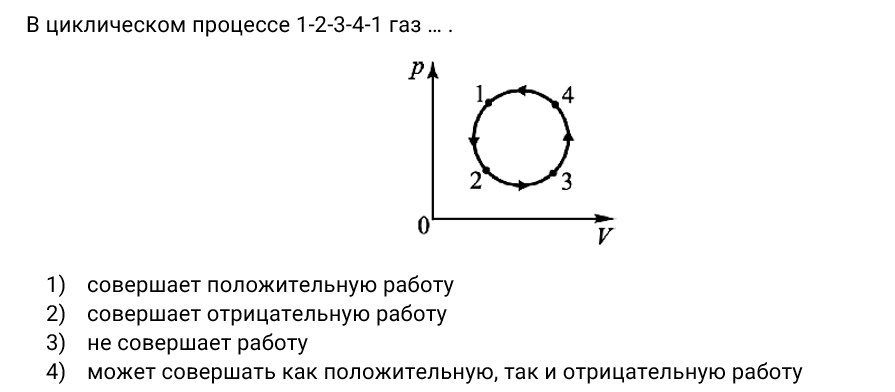 В циклическом процессе 1-2-3-4-1 газ ... .
p
1
4
2
3
0
V
1) совершает положительную работу
2) совершает отрицательную работу
3) не совершает работу
4) может совершать как положительную, так и отрицательную работу